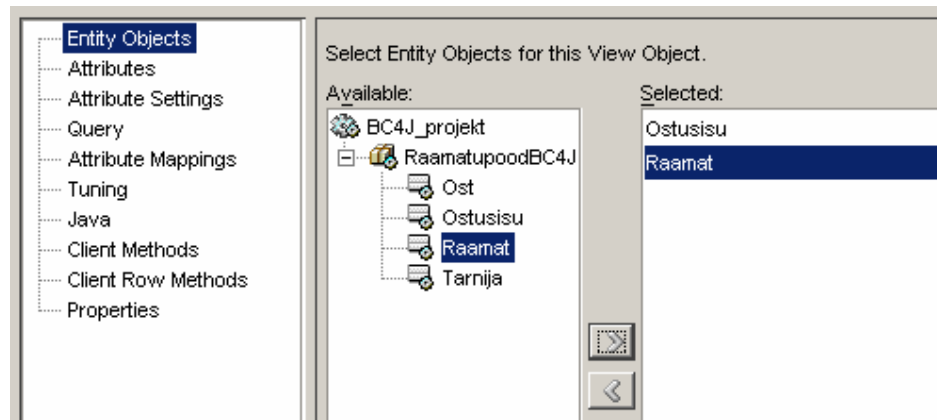 Entity Objects
Attributes
Attribute Settings
Query
Attribute Mappings
Tuning
Java
Client Methods
Client Row Methods
Properties
Select Entity Objects for this View Object.
Available:
BC4J_projekt
RaamatupoodBC4J
Ost
Ostusisu
Raamat
Tarnija
Selected:
Ostusisu
Raamat